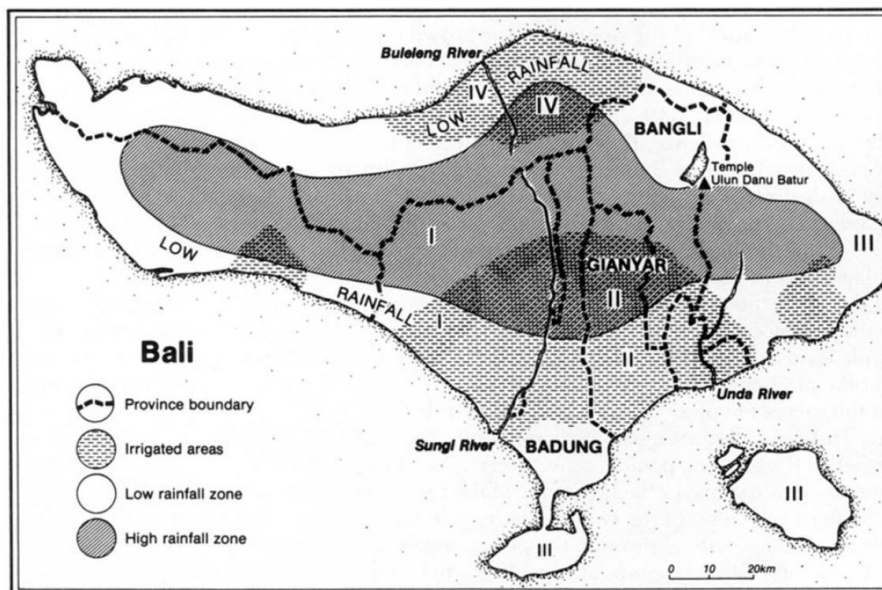 Buleleng River
RAINFALL
IV
LOW
IV
BANGLI
Temple
Ulun Danu Batur
III
I
LOW
GIANYAR
II
RAINFALL
I
II
Bali
Province boundary
Irrigated areas
Low rainfall zone
High rainfall zone
Unda River
Sungi River
BADUNG
III
III
0 10 20km